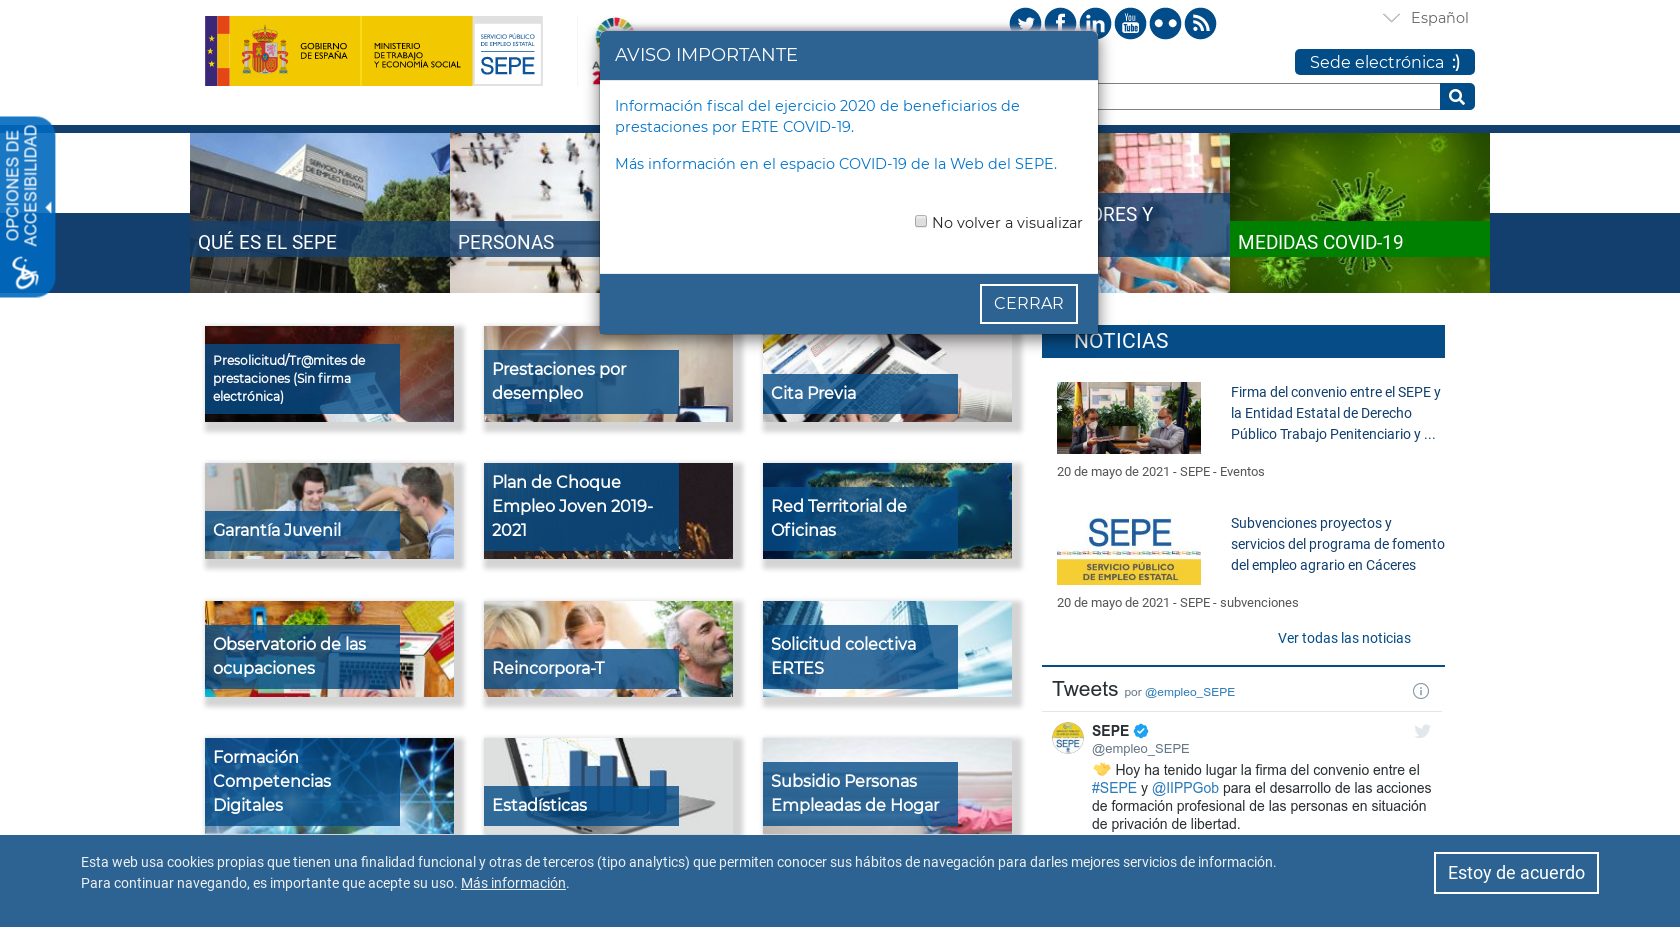 GOBIERNO
DE ESPAÑA
MINISTERIO
DE TRABAJO
Y ECONOMÍA SOCIAL
SERVICIO PÚBLICO
DE EMPLEO ESTATAL
SEPE
You
Tube
Español
Sede electrónica :)
OPCIONES DE
ACCESIBILIDAD
AVISO IMPORTANTE
Información fiscal del ejercicio 2020 de beneficiarios de
prestaciones por ERTE COVID-19.
Más información en el espacio COVID-19 de la Web del SEPE.
No volver a visualizar
CERRAR
SERVICIO PÚBLICO
DE EMPLEO ESTATAL
QUÉ ES EL SEPE
PERSONAS
ORES Y
MEDIDAS COVID-19
Presolicitud/Tr@mites de
prestaciones (Sin firma
electrónica)
Prestaciones por
desempleo
Cita Previa
Garantía Juvenil
Plan de Choque
Empleo Joven 2019-
2021
Red Territorial de
Oficinas
Observatorio de las
ocupaciones
Reincorpora-T
Solicitud colectiva
ERTES
Formación
Competencias
Digitales
Estadísticas
Subsidio Personas
Empleadas de Hogar
NOTICIAS
Firma del convenio entre el SEPE y
la Entidad Estatal de Derecho
Público Trabajo Penitenciario y ...
20 de mayo de 2021 - SEPE - Eventos
SEPE
SERVICIO PÚBLICO
DE EMPLEO ESTATAL
Subvenciones proyectos y
servicios del programa de fomento
del empleo agrario en Cáceres
20 de mayo de 2021 - SEPE - subvenciones
Ver todas las noticias
Tweets por @empleo_SEPE
SEPE
SEPE
@empleo_SEPE
Hoy ha tenido lugar la firma del convenio entre el
#SEPE y @IIPPGob para el desarrollo de las acciones
de formación profesional de las personas en situación
de privación de libertad.
Esta web usa cookies propias que tienen una finalidad funcional y otras de terceros (tipo analytics) que permiten conocer sus hábitos de navegación para darles mejores servicios de información.
Para continuar navegando, es importante que acepte su uso. Más información.
Estoy de acuerdo